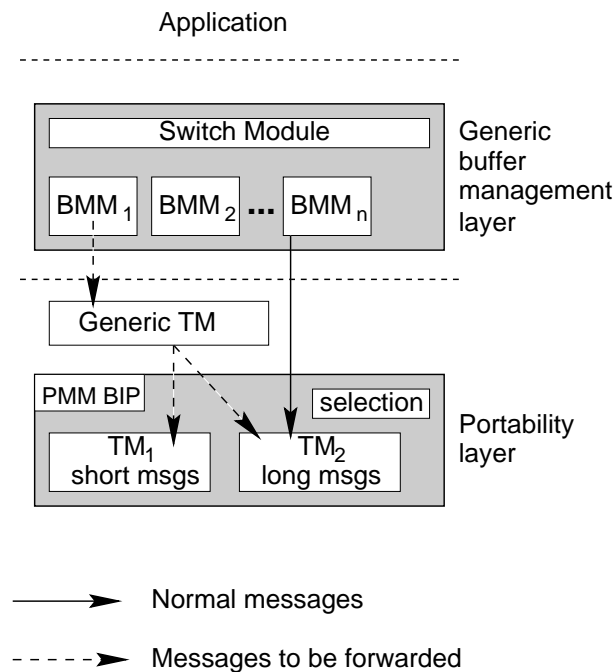 Application
Switch Module
Generic
buffer
management
layer
BMM 1
BMM 2
...
BMM n
Generic TM
PMM BIP
selection
TM1
short msgs
TM2
long msgs
Portability
layer
Normal messages
Messages to be forwarded